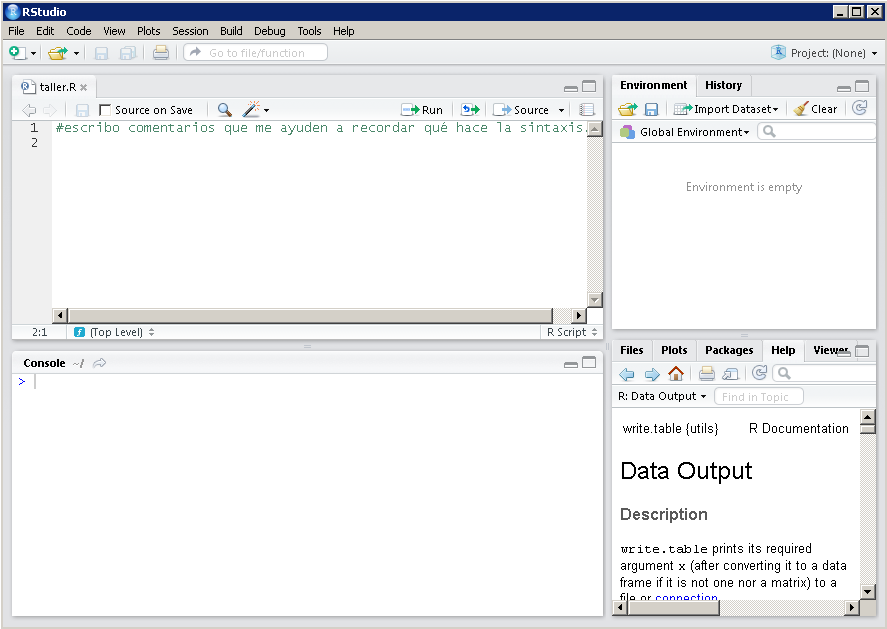 RStudio
File Edit Code View Plots Session Build Debug Tools Help
Go to file/function
Project: (None)
taller.R
Source on Save
Run
Source
1 #escribo comentarios que me ayuden a recordar qué hace la sintaxis.
2
2:1
(Top Level)
R Script
Console ~/
>
Environment History
Import Dataset
Clear
Global Environment
Environment is empty
Files Plots Packages Help Viewer
R: Data Output
Find in Topic
write.table {utils} R Documentation
Data Output
Description
write.table prints its required
argument x (after converting it to a data
frame if it is not one nor a matrix) to a
file or connection.